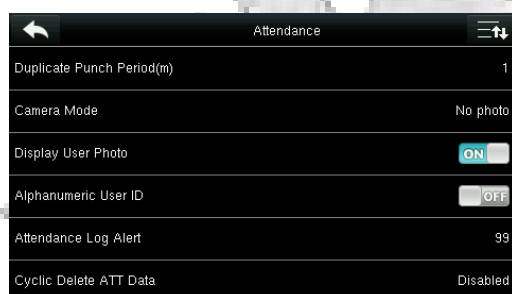 Attendance
Duplicate Punch Period(m) 1
Camera Mode No photo
Display User Photo ON
Alphanumeric User ID OFF
Attendance Log Alert 99
Cyclic Delete ATT Data Disabled